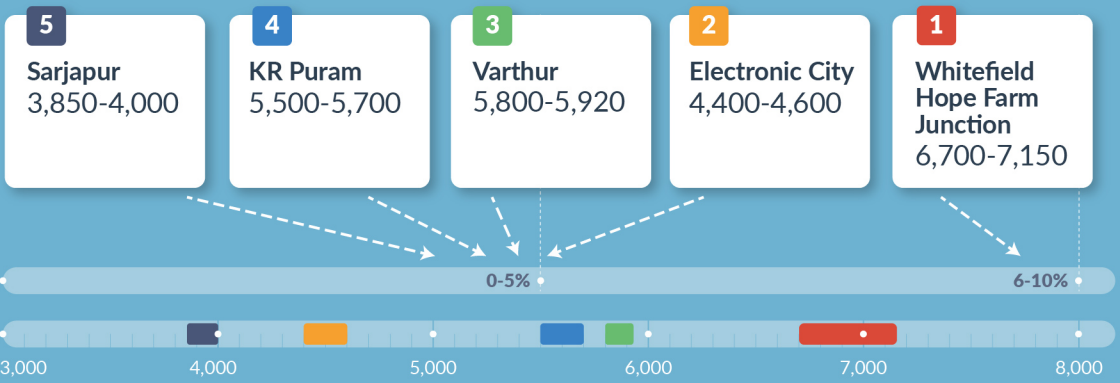 5
Sarjapur
3,850-4,000
4
KR Puram
5,500-5,700
3
Varthur
5,800-5,920
2
Electronic City
4,400-4,600
1
Whitefield
Hope Farm
Junction
6,700-7,150
0-5%
6-10%
3,000
4,000
5,000
6,000
7,000
8,000